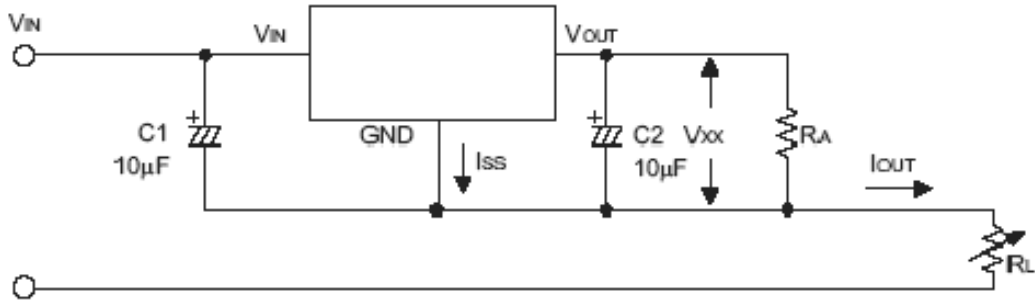 VIN
VIN
VOUT
C1
10μF
GND
ISS
C2
10μF
VXX
RA
IOUT
RL